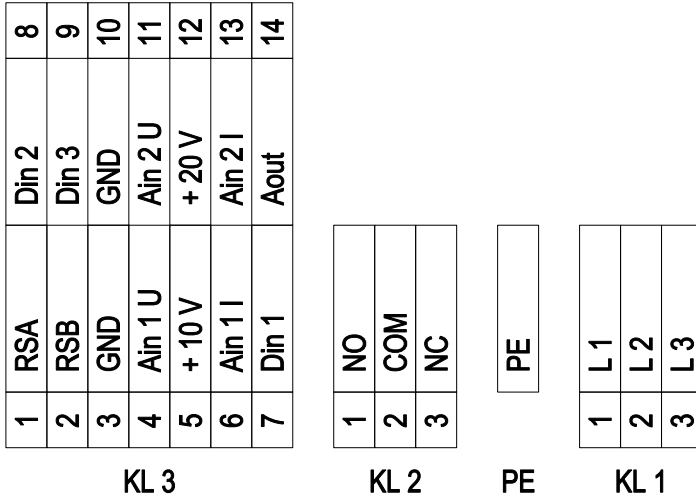 8 9 10 11 12 13 14
Din 2 Din 3 GND Ain 2 U + 20 V Ain 2 I Aout
RSA RSB GND Ain 1 U + 10 V Ain 1 I Din 1
1 2 3 4 5 6 7
KL 3
NO COM NC
1 2 3
KL 2
PE
PE
L 1 L 2 L 3
1 2 3
KL 1